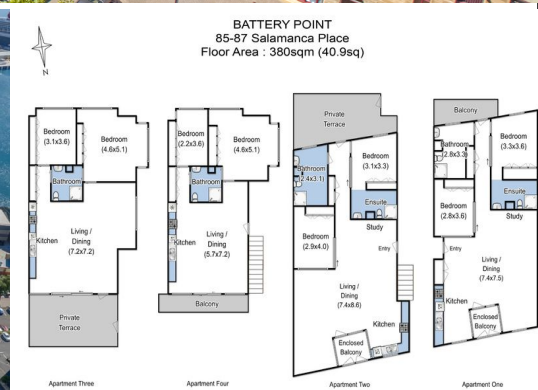 BATTERY POINT
85-87 Salamanca Place
Floor Area : 380sqm (40.9sq)
N
Bedroom
(3.1x3.6)
Bedroom
(4.6x5.1)
Bathroom
Kitchen
Living /
Dining
(7.2x7.2)
Private
Terrace
Apartment Three
Bedroom
(2.2x3.6)
Bedroom
(4.6x5.1)
Bathroom
Kitchen
Living /
Dining
(5.7x7.2)
Balcony
Apartment Four
Private
Terrace
Bathroom
(2.4x3.1)
Bedroom
(3.1x3.3)
Ensuite
Study
Bedroom
(2.9x4.0)
Entry
Living /
Dining
(7.4x8.6)
Kitchen
Enclosed
Balcony
Apartment Two
Balcony
Bathroom
(2.8x3.3)
Bedroom
(3.3x3.6)
Ensuite
Study
Bedroom
(2.8x3.6)
Entry
Living /
Dining
(7.4x7.5)
Kitchen
Enclosed
Balcony
Apartment One